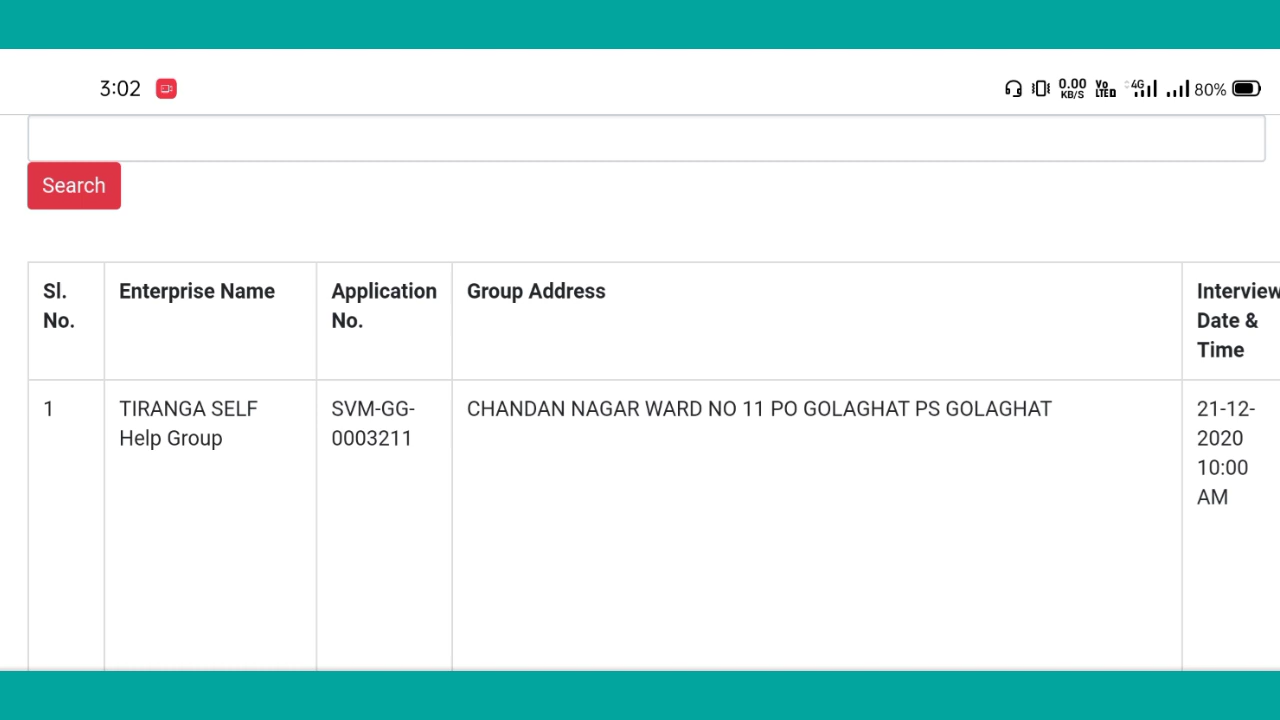 3:02 0.00 KB/S Vo LTE 4G 80%
Search
Sl. No. Enterprise Name Application No. Group Address Interview Date & Time
1 TIRANGA SELF Help Group SVM-GG-0003211 CHANDAN NAGAR WARD NO 11 PO GOLAGHAT PS GOLAGHAT 21-12-2020 10:00 AM